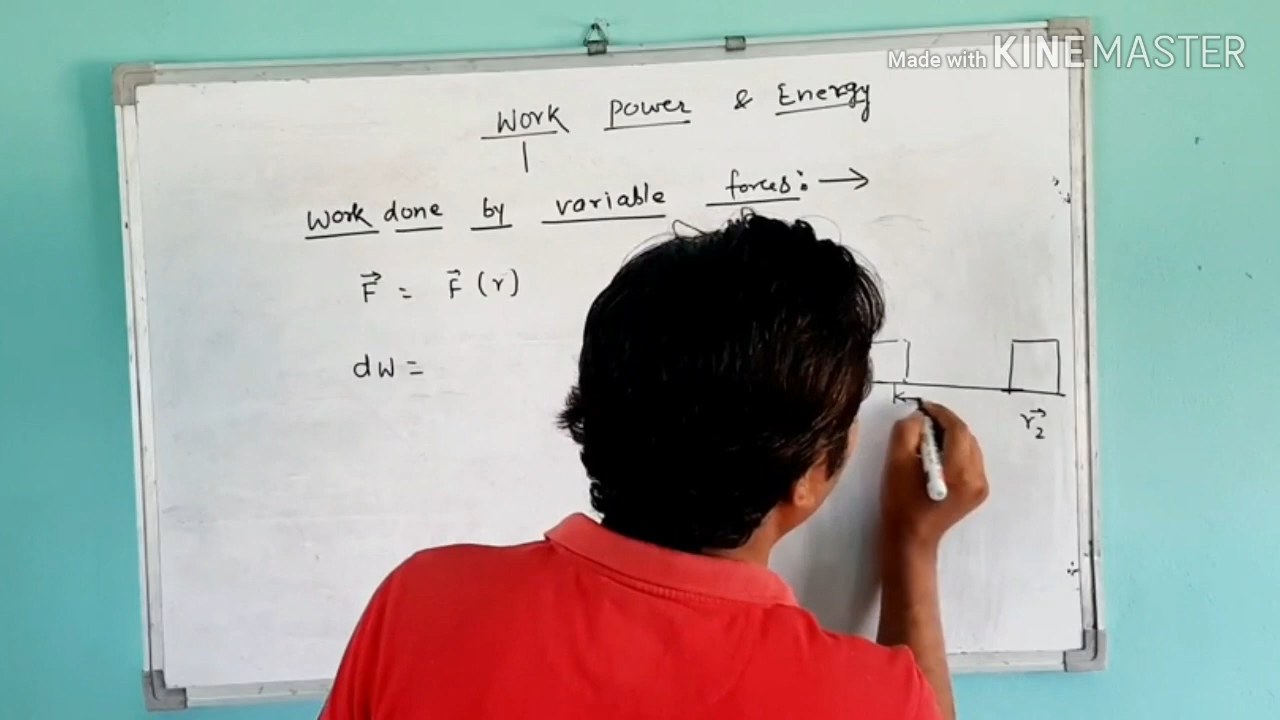 Made with KINEMASTER
Work Power & Energy
Work done by variable forces:→
F⃗ = F⃗ (r)
dW =
r⃗₂